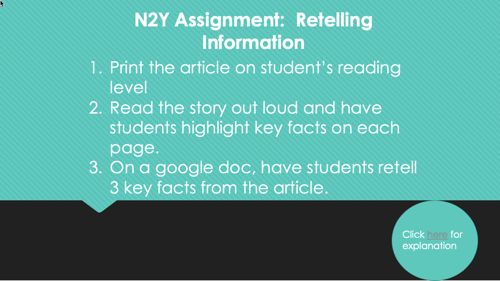 N2Y Assignment:  Retelling
Information
1. Print the article on student’s reading
level
2. Read the story out loud and have
students highlight key facts on each
page.
3. On a google doc, have students retell
3 key facts from the article.
Click here for
explanation